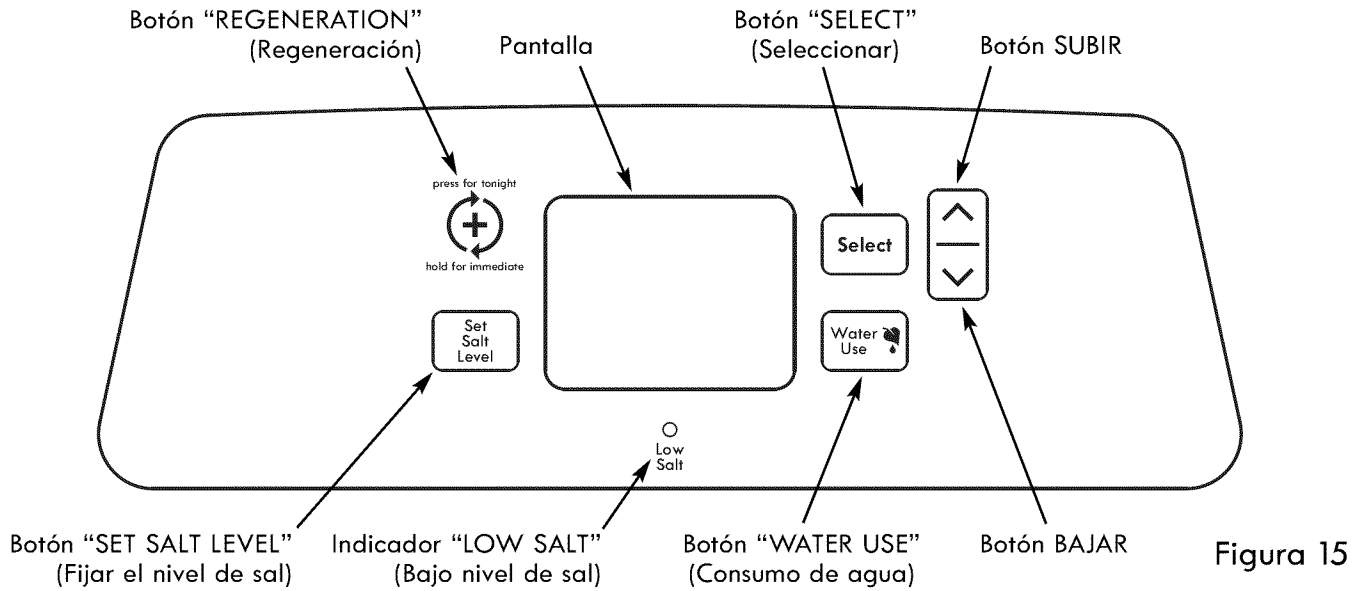 Botón “REGENERATION”
(Regeneración)
Pantalla
Botón “SELECT”
(Seleccionar)
Botón SUBIR
press for tonight
hold for immediate
Select
Set
Salt
Level
Water
Use
Low
Salt
Botón “SET SALT LEVEL”
(Fijar el nivel de sal)
Indicador “LOW SALT”
(Bajo nivel de sal)
Botón “WATER USE”
(Consumo de agua)
Botón BAJAR
Figura 15